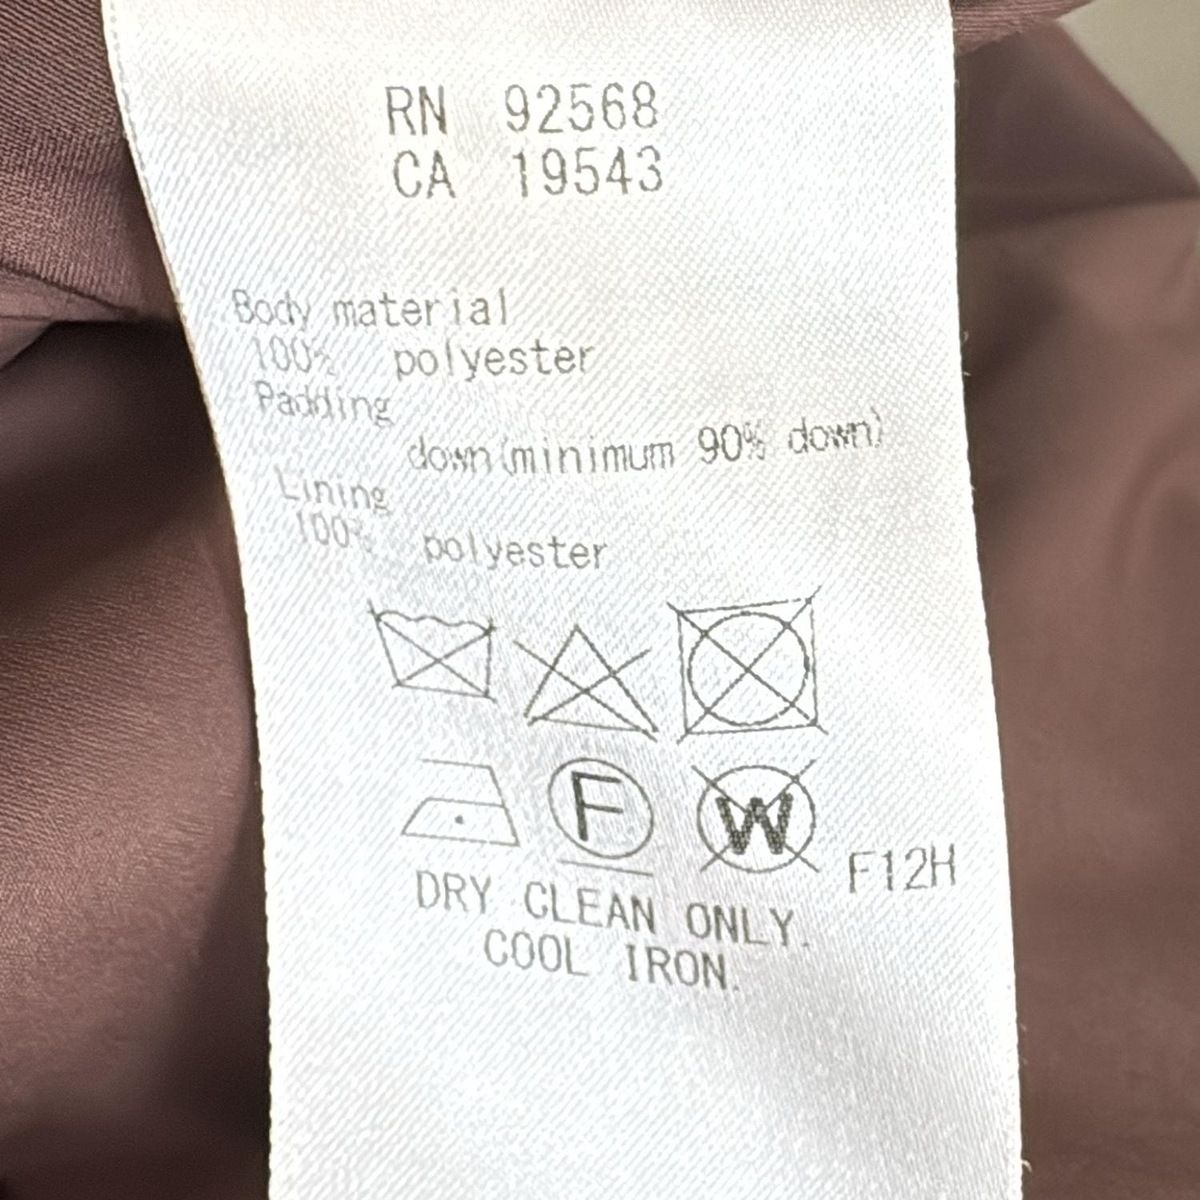 RN 92568
CA 19543
Body material
100% polyester
Padding
down(minimum 90% down)
Lining
100% polyester
F
W
F12H
DRY CLEAN ONLY.
COOL IRON.